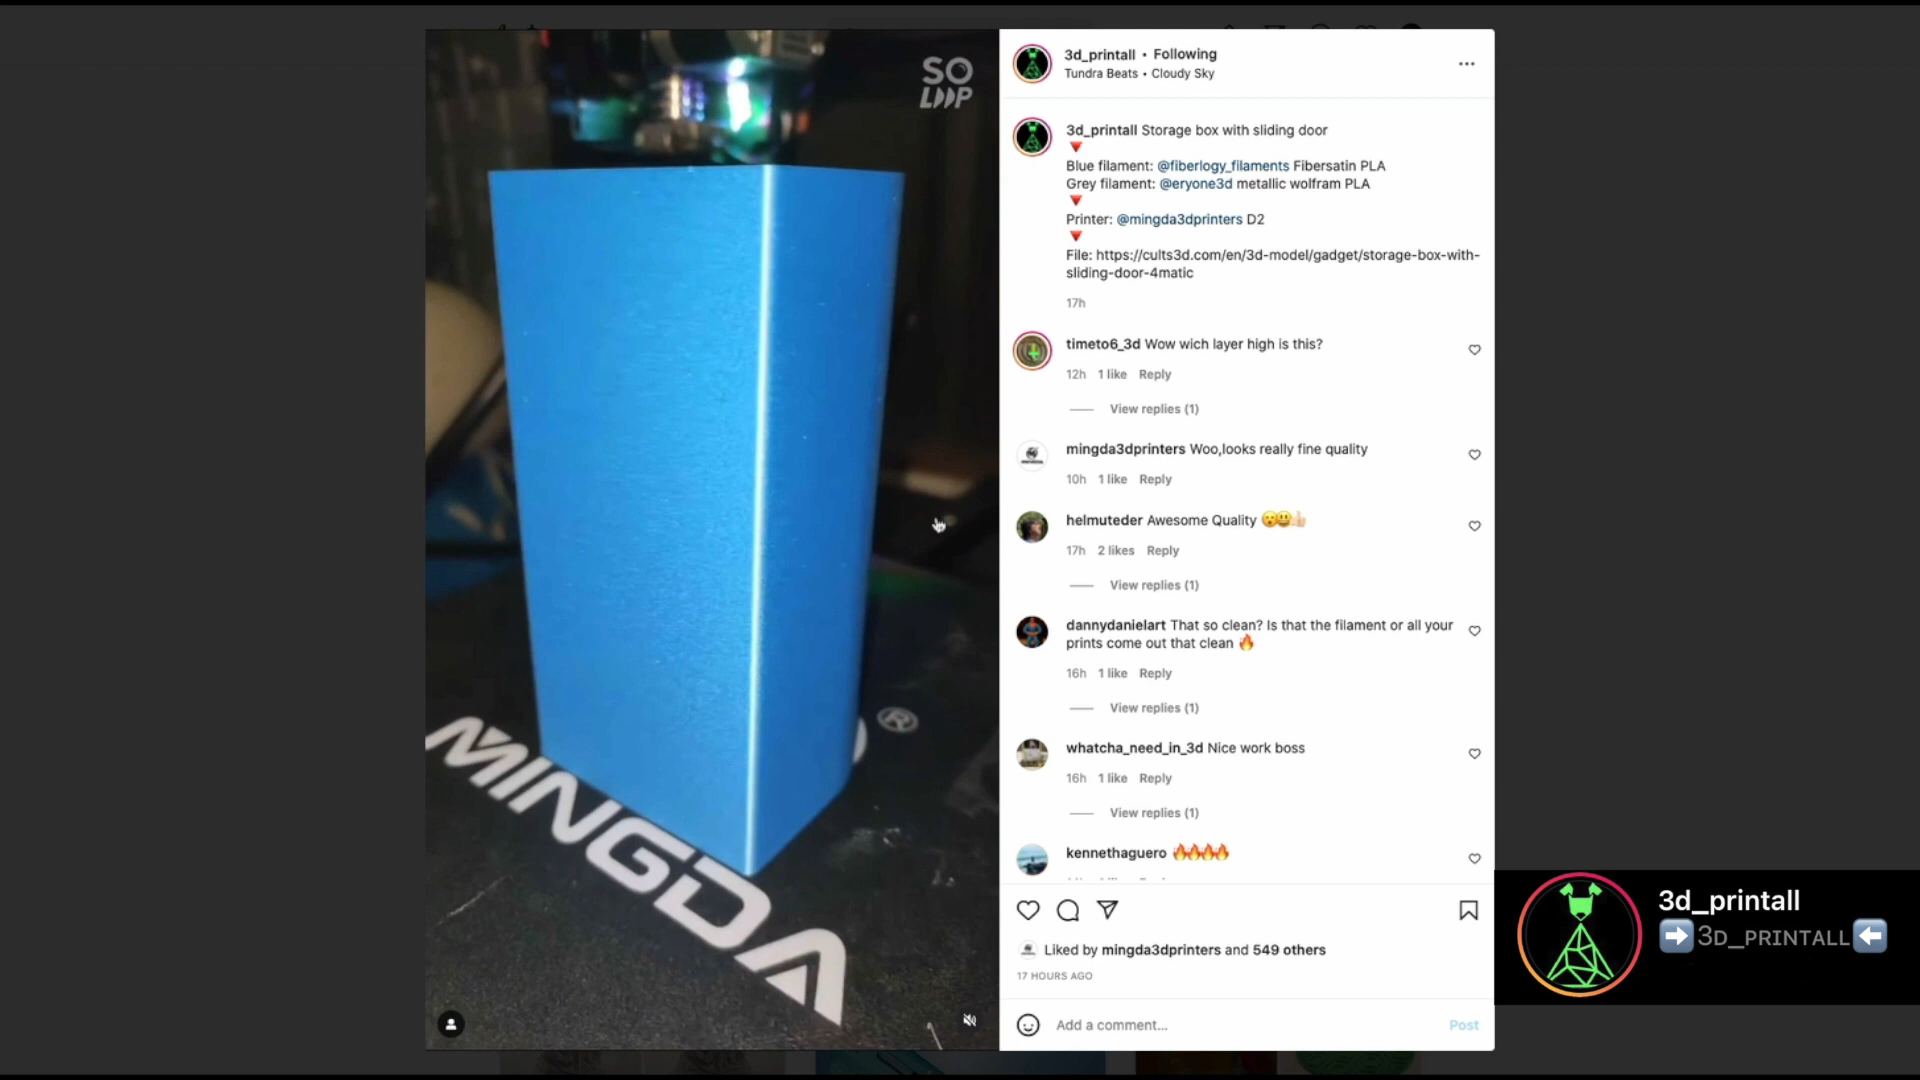 SO
LOOP
MINGDA
®
3d_printall • Following
Tundra Beats • Cloudy Sky
3d_printall Storage box with sliding door
Blue filament: @fiberlogy_filaments Fibersatin PLA
Grey filament: @eryone3d metallic wolfram PLA
Printer: @mingda3dprinters D2
File: https://cults3d.com/en/3d-model/gadget/storage-box-with-
sliding-door-4matic
17h
timeto6_3d Wow wich layer high is this?
12h 1 like Reply
View replies (1)
mingda3dprinters Woo,looks really fine quality
10h 1 like Reply
helmuteder Awesome Quality 😴😃👍🏻
17h 2 likes Reply
View replies (1)
dannydanielart That so clean? Is that the filament or all your
prints come out that clean 🔥
16h 1 like Reply
View replies (1)
whatcha_need_in_3d Nice work boss
16h 1 like Reply
View replies (1)
kennethaguero 🔥🔥🔥🔥
Liked by mingda3dprinters and 549 others
17 HOURS AGO
Add a comment...
Post
3d_printall
➡️3D_PRINTALL⬅️